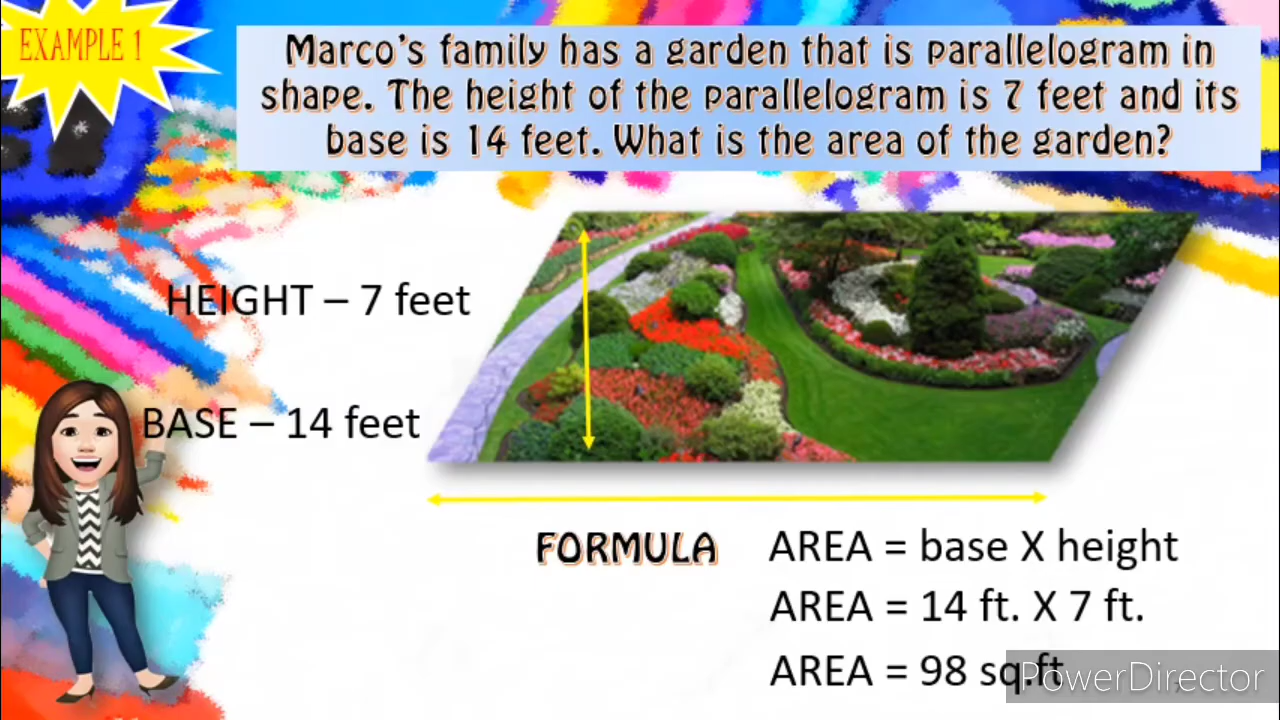 EXAMPLE 1
Marco's family has a garden that is parallelogram in
shape. The height of the parallelogram is 7 feet and its
base is 14 feet. What is the area of the garden?
HEIGHT – 7 feet
BASE – 14 feet
FORMULA
AREA = base X height
AREA = 14 ft. X 7 ft.
AREA = 98 sq.ft
PowerDirector